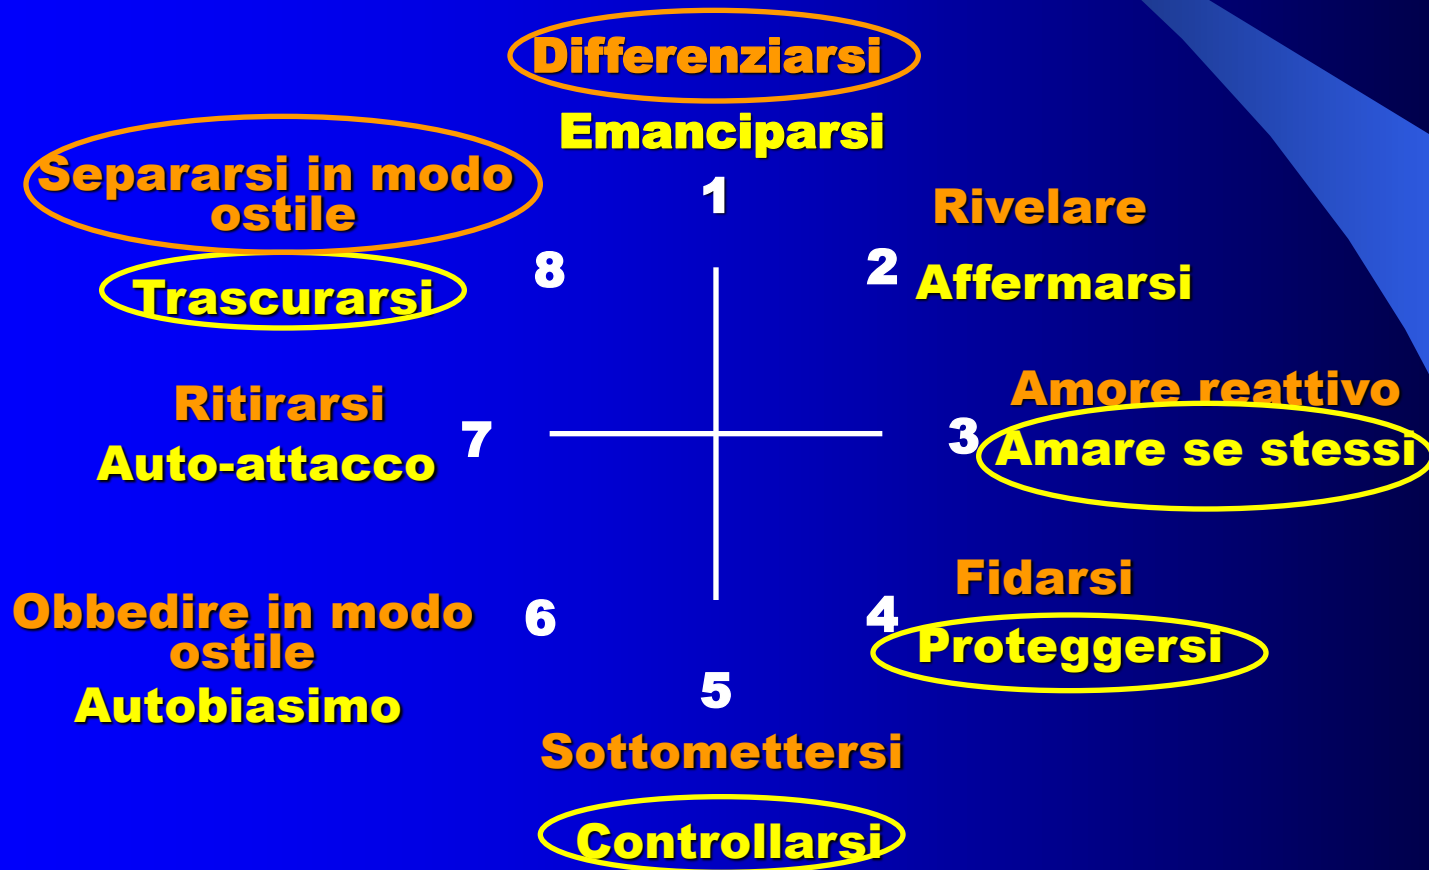 Differenziarsi
Emanciparsi
1
Separarsi in modo
ostile
Trascurarsi
8
Rivelare
2
Affermarsi
Ritirarsi
Auto-attacco
7
Amore reattivo
3
Amare se stessi
Obbedire in modo
ostile
Autobiasimo
6
Fidarsi
4
Proteggersi
5
Sottomettersi
Controllarsi